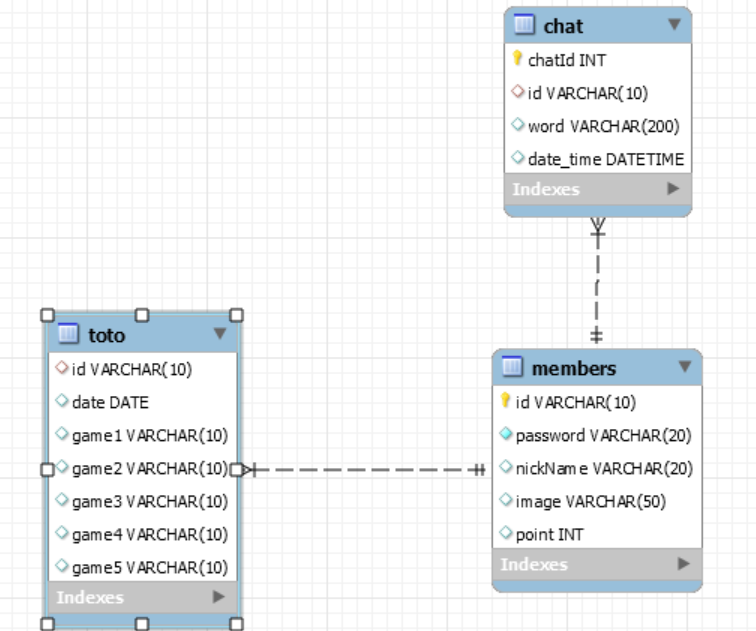 chat
chatId INT
id VARCHAR(10)
word VARCHAR(200)
date_time DATETIME
Indexes
toto
id VARCHAR(10)
date DATE
game1 VARCHAR(10)
game2 VARCHAR(10)
game3 VARCHAR(10)
game4 VARCHAR(10)
game5 VARCHAR(10)
Indexes
members
id VARCHAR(10)
password VARCHAR(20)
nickName VARCHAR(20)
image VARCHAR(50)
point INT
Indexes